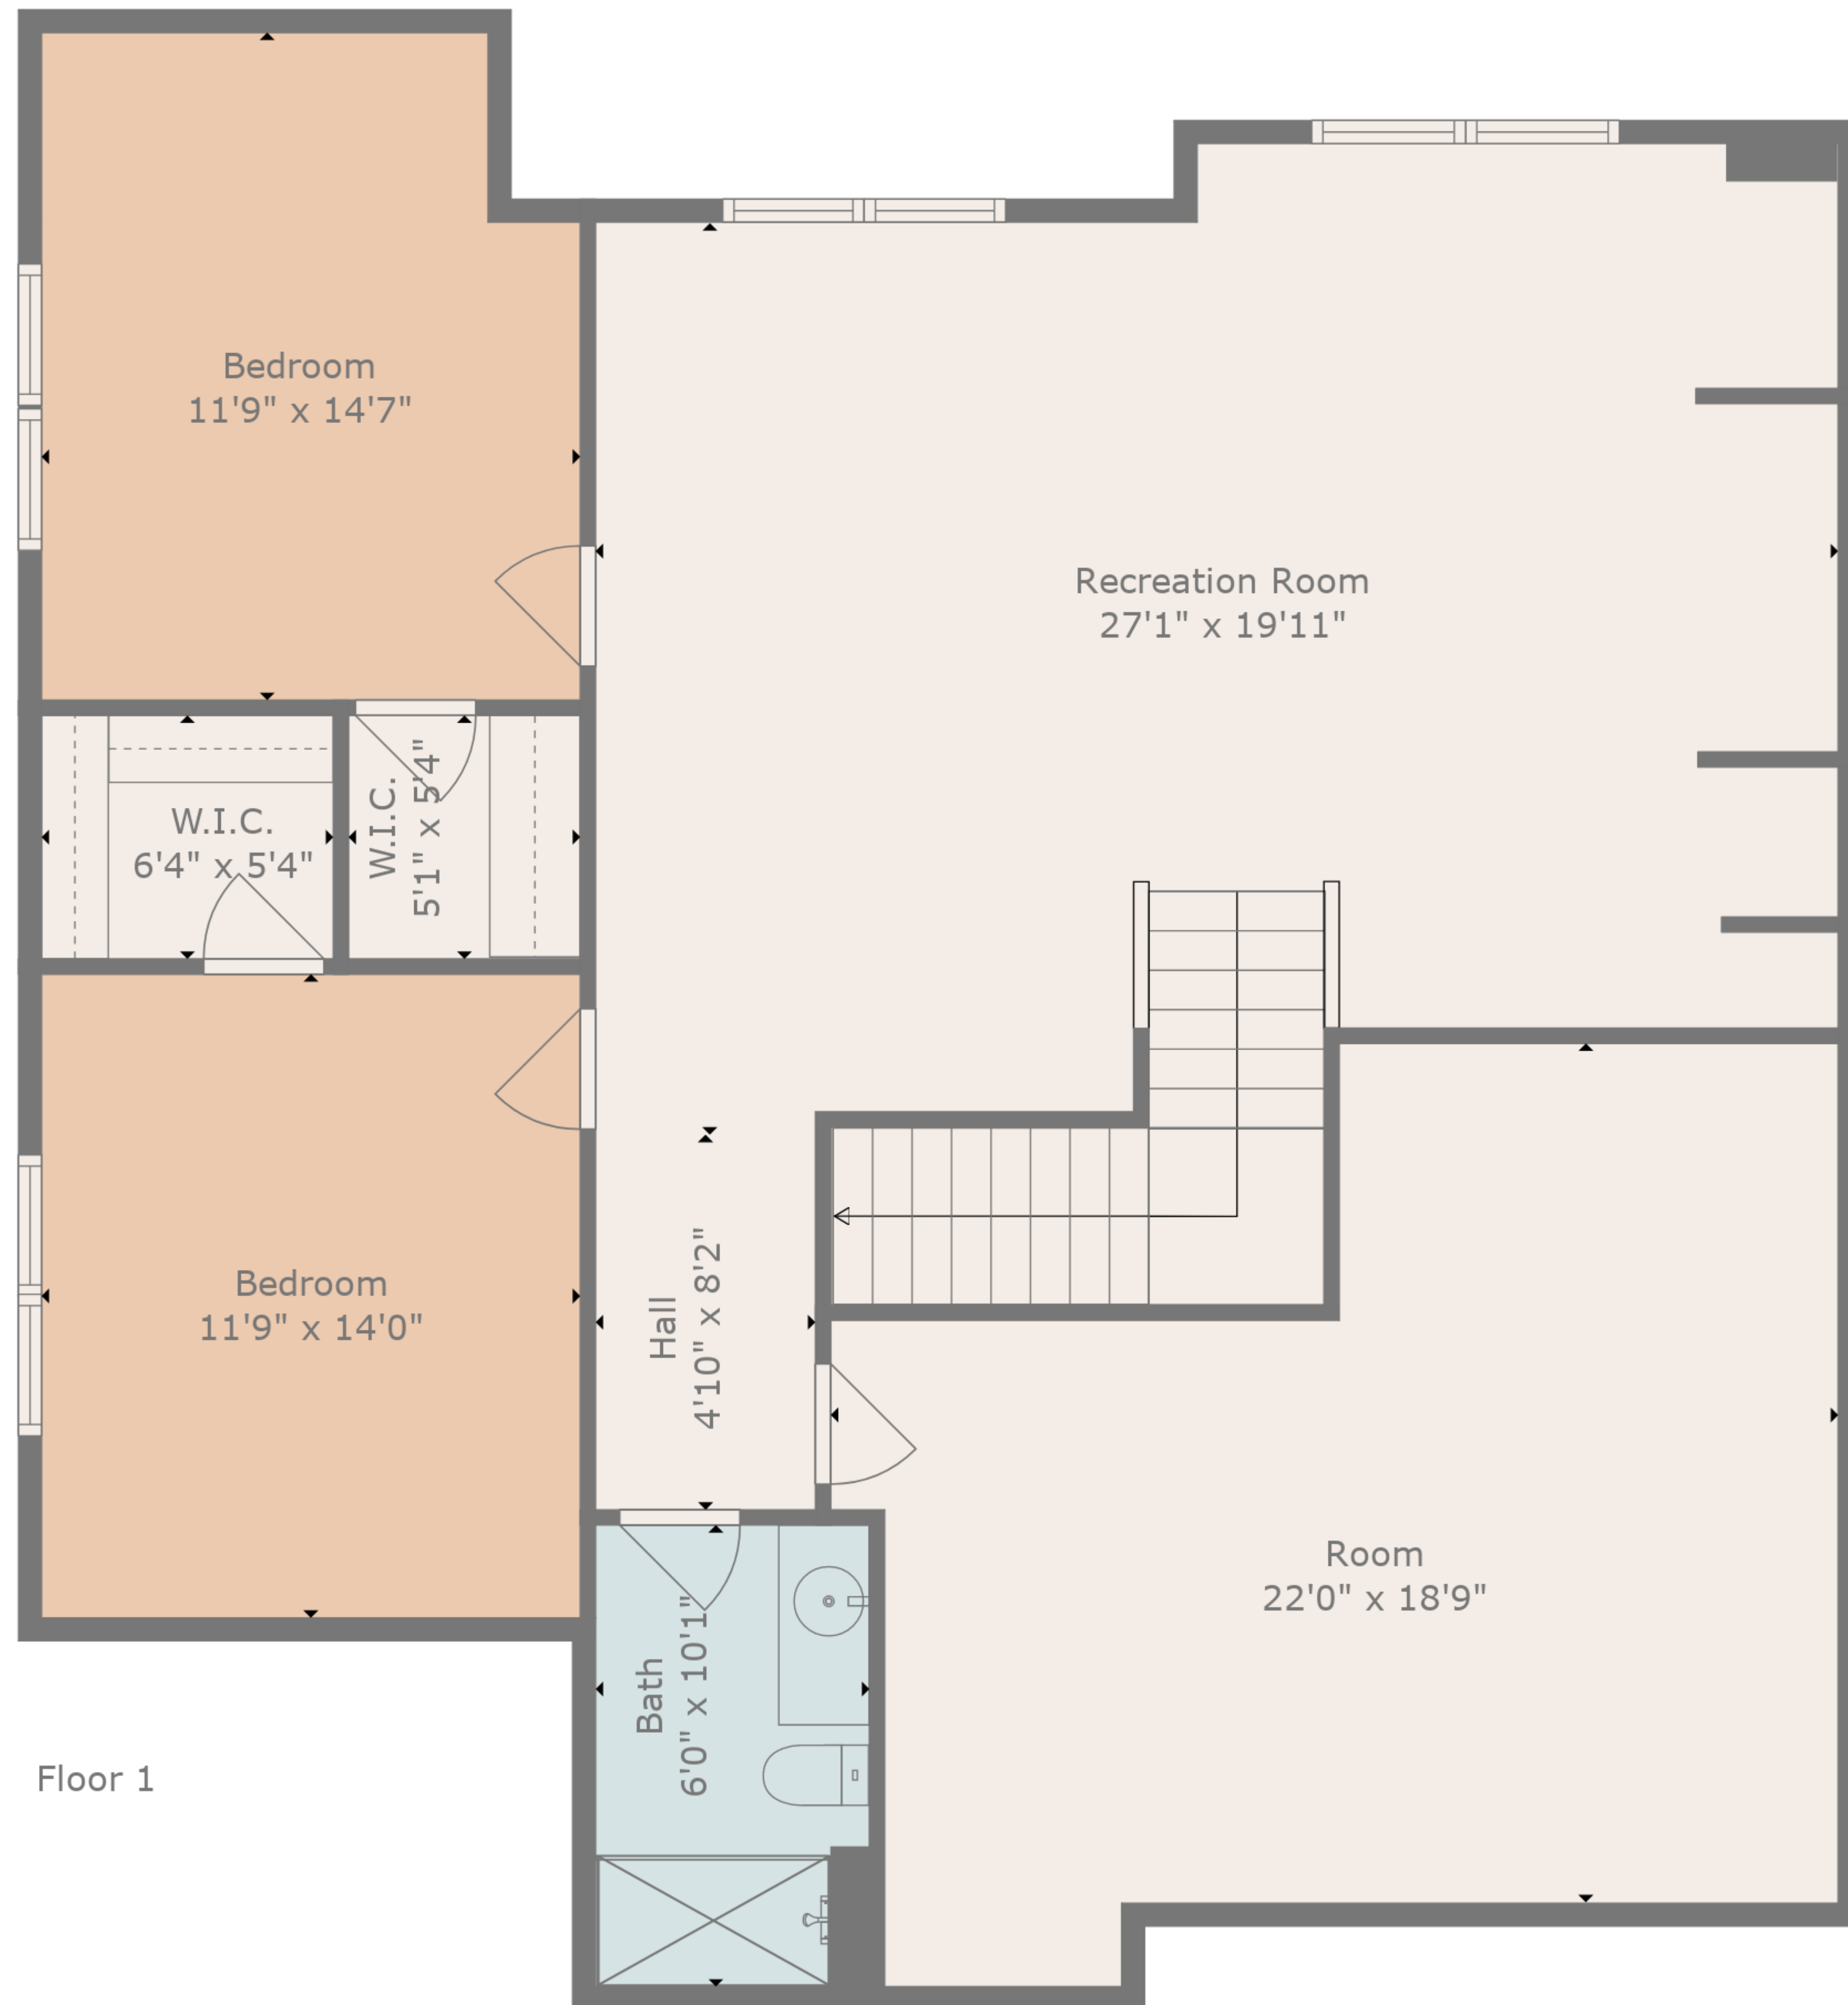 Bedroom
11'9" x 14'7"
Recreation Room
27'1" x 19'11"
W.I.C.
6'4" x 5'4"
W.I.C.
5'1" x 5'4"
Bedroom
11'9" x 14'0"
Hall
4'10" x 8'2"
Room
22'0" x 18'9"
Bath
6'0" x 10'1"
Floor 1